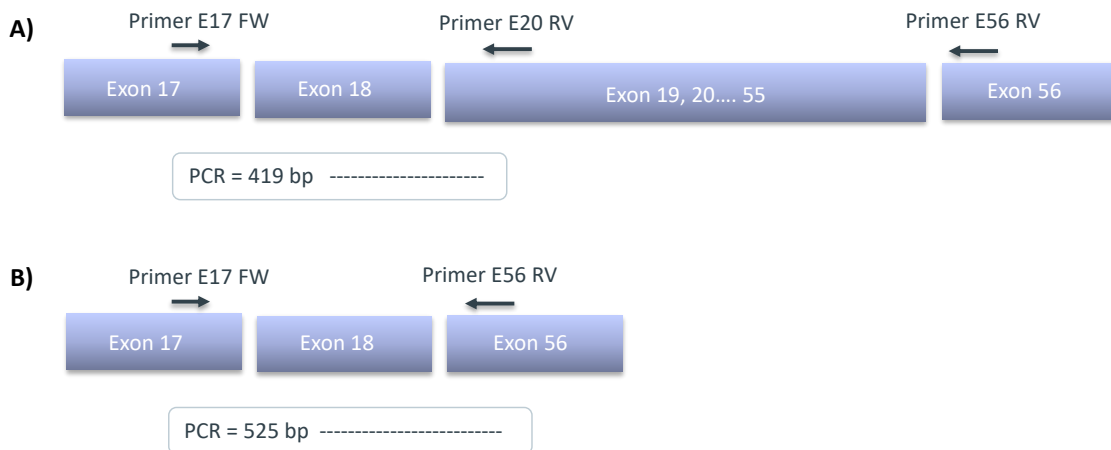 A)
Primer E17 FW
Primer E20 RV
Primer E56 RV
Exon 17
Exon 18
Exon 19, 20.... 55
Exon 56
PCR = 419 bp ----------------------
B)
Primer E17 FW
Primer E56 RV
Exon 17
Exon 18
Exon 56
PCR = 525 bp --------------------------